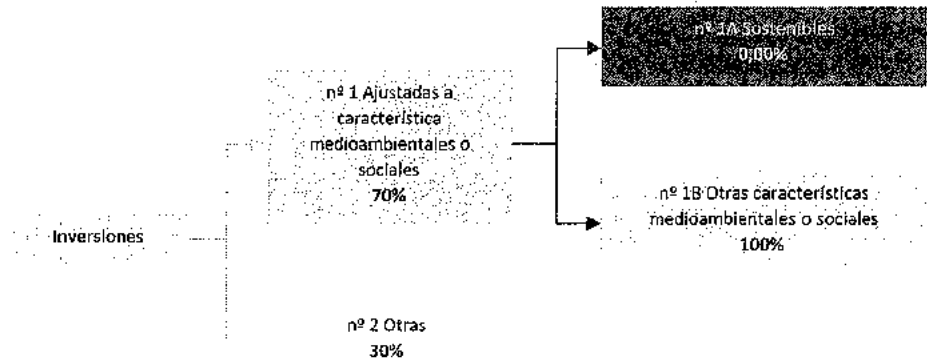 nº 1A Sostenibles
0,00%
nº 1 Ajustadas a
característica
medioambientales o
sociales
70%
nº 1B Otras características
medioambientales o sociales
100%
Inversiones
nº 2 Otras
30%